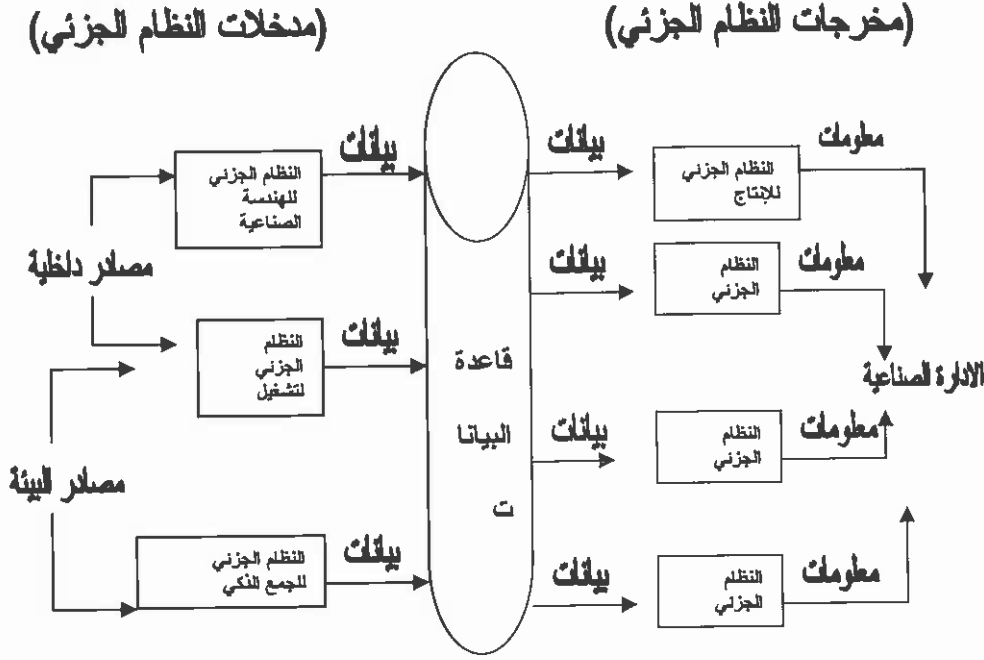 (مخرجات النظام الجزئي)
(مدخلات النظام الجزئي)
معلومات
بيانات
بيانات
النظام الجزئي
للإنتاج
النظام الجزئي
للهندسة
الصناعية
مصادر داخلية
معلومات
بيانات
النظام
الجزئي
بيانات
النظام
الجزئي
لتشغيل
قاعدة
البيانا
ت
الادارة الصناعية
معلومات
بيانات
النظام
الجزئي
مصادر البيئة
معلومات
بيانات
النظام
الجزئي
بيانات
النظام الجزئي
للجمع الذكي